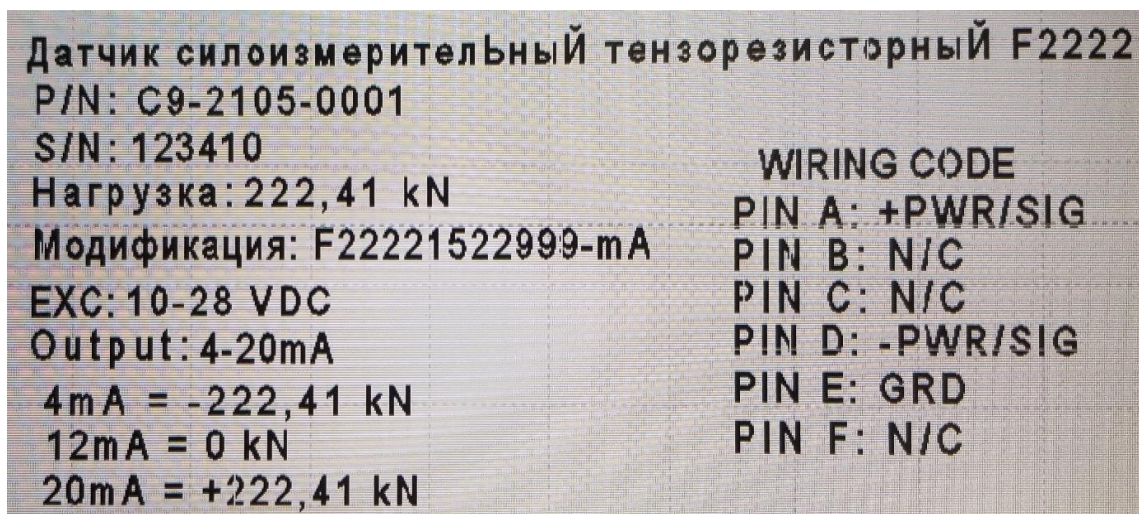 Датчик силоизмерителЬныЙ тензорезисторныЙ F2222
P/N: C9-2105-0001
S/N: 123410
Нагрузка: 222,41 kN
Модификация: F22221522999-mA
EXC: 10-28 VDC
Output: 4-20mA
4mA = -222,41 kN
12mA = 0 kN
20mA = +222,41 kN
WIRING CODE
PIN A: +PWR/SIG
PIN B: N/C
PIN C: N/C
PIN D: -PWR/SIG
PIN E: GRD
PIN F: N/C